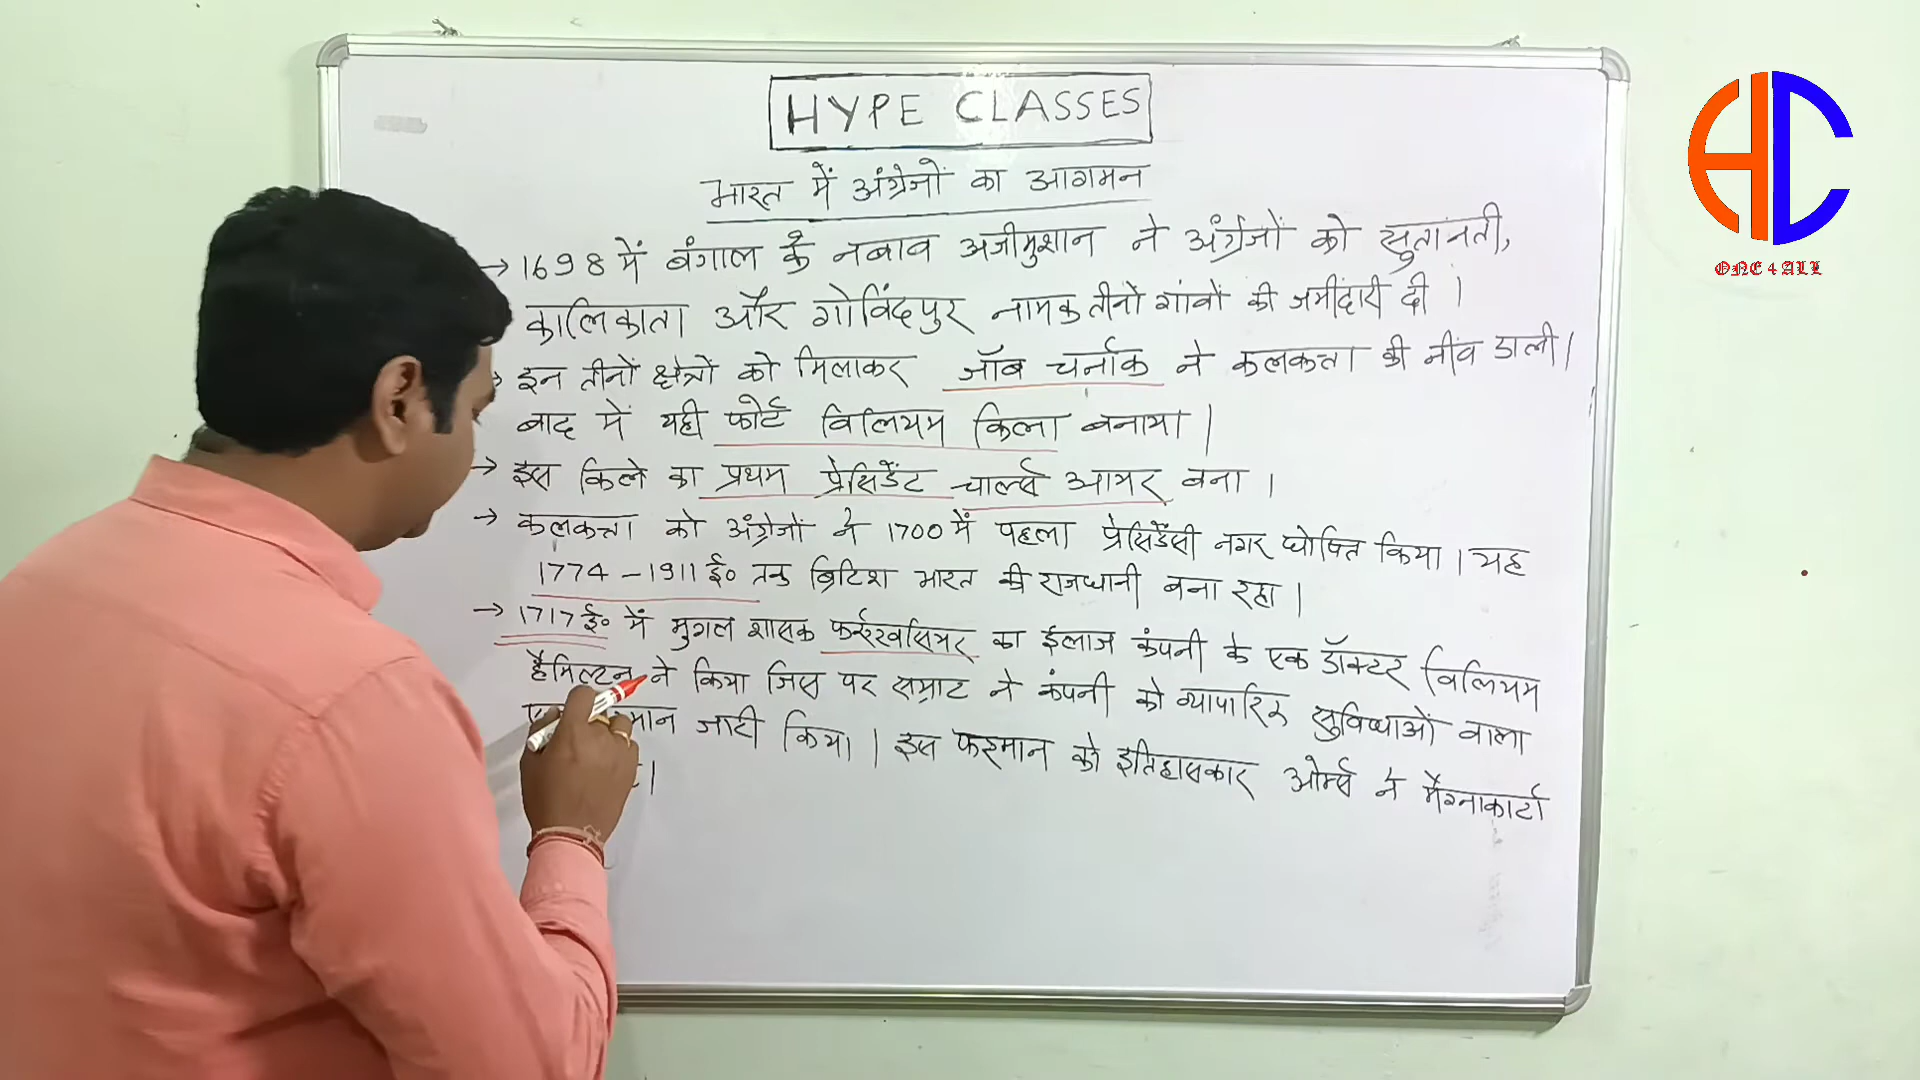 HYPE CLASSES
भारत में अंग्रेजों का आगमन
→ 1698 में बंगाल के नबाव अजीमुशान ने अंग्रेजों को सुतानती,
कालिकाता और गोविंदपुर नामक तीनों गांवों की जमींदारी दी ।
इन तीनों क्षेत्रों को मिलाकर जॉब चर्नाक ने कलकत्ता की नींव डाली।
बाद में यही फोर्ट विलियम किला बनाया |
→ इस किले का प्रथम प्रेसिडेंट चार्ल्स आयर बना ।
→ कलकत्ता को अंग्रेजों ने 1700 में पहला प्रेसिडेंसी नगर घोषित किया । यह
1774 – 1911 ई० तक ब्रिटिश भारत की राजधानी बना रहा |
→ 1717 ई० में मुगल शासक फर्रुखसियर का ईलाज कंपनी के एक डॉक्टर विलियम
हैमिल्टन ने किया जिस पर सम्राट ने कंपनी को व्यापारिक सुविधाओं वाला
जारी किया । इस फरमान को इतिहासकार ओर्म्स ने मैग्नाकार्टा
HC
ONE 4 ALL